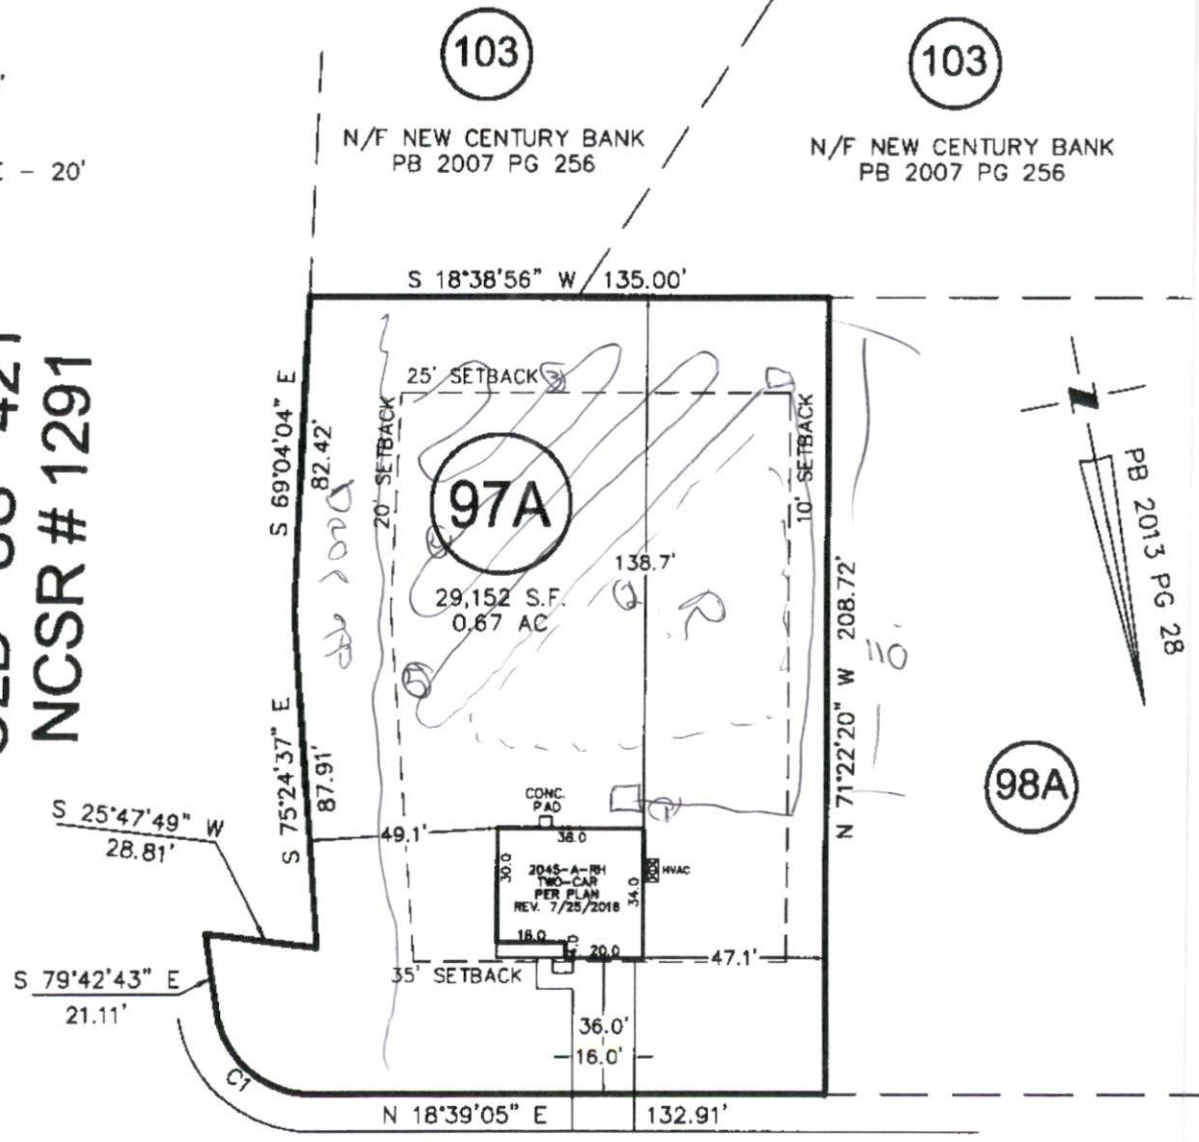 103
103
N/F NEW CENTURY BANK
PB 2007 PG 256
N/F NEW CENTURY BANK
PB 2007 PG 256
- 20'
S 18°38'56" W 135.00'
NCSR # 1291
S 69°04'04" E
82.42'
25' SETBACK
20' SETBACK
10' SETBACK
97A
29,152 S.F.
0.67 AC
138.7'
PB 2013 PG 28
N 71°22'20" W 208.72'
110'
98A
S 75°24'37" E
87.91'
S 25°47'49" W
28.81'
CONC.
PAD
49.1'
38.0
30.0
2045-A-RH
TWO-CAR
PER PLAN
REV. 7/25/2018
34.0
HVAC
18.0
20.0
47.1'
35' SETBACK
S 79°42'43" E
21.11'
36.0'
16.0'
C1
N 18°39'05" E 132.91'